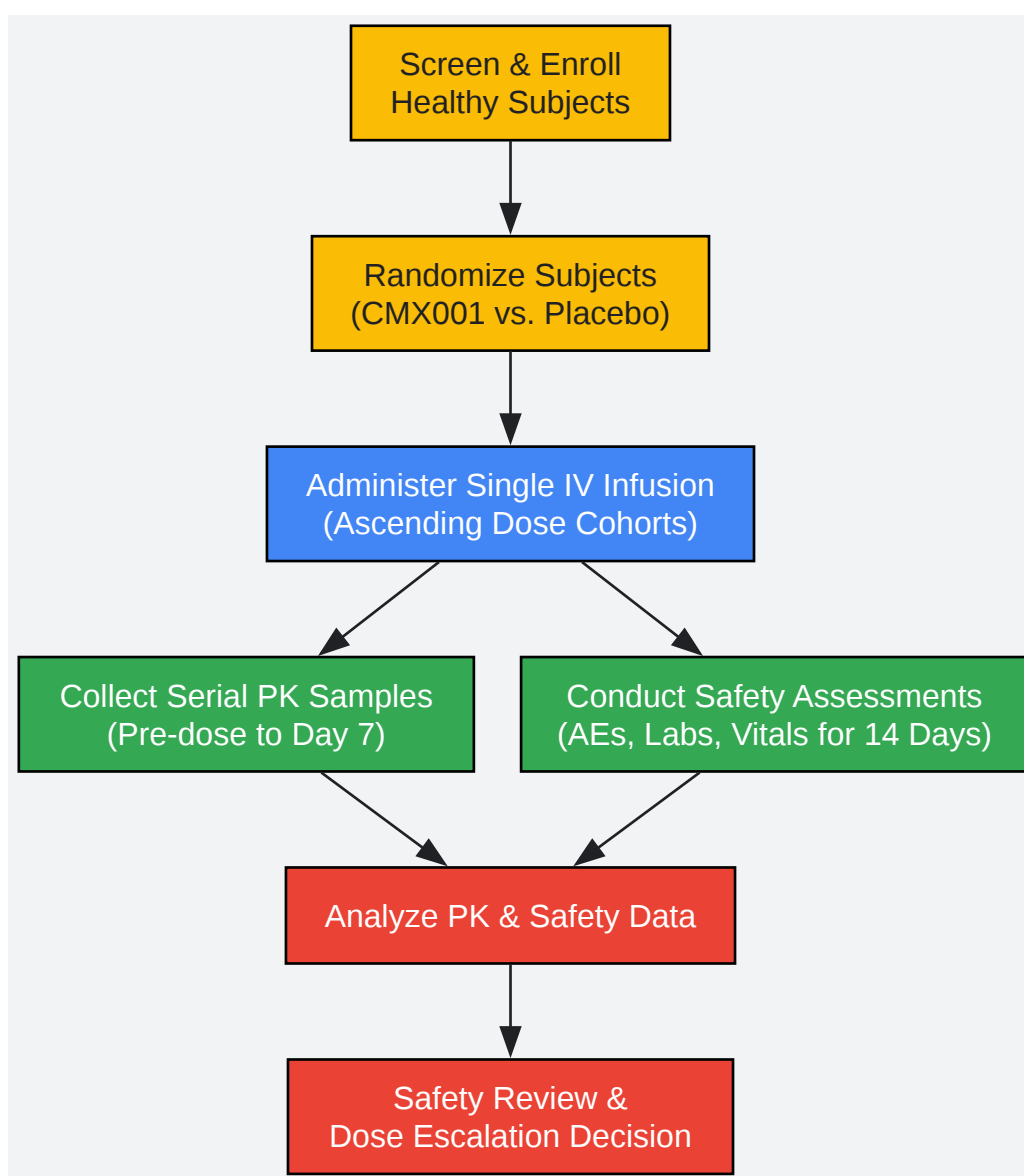 Screen & Enroll
Healthy Subjects
Randomize Subjects
(CMX001 vs. Placebo)
Administer Single IV Infusion
(Ascending Dose Cohorts)
Collect Serial PK Samples
(Pre-dose to Day 7)
Conduct Safety Assessments
(AEs, Labs, Vitals for 14 Days)
Analyze PK & Safety Data
Safety Review &
Dose Escalation Decision